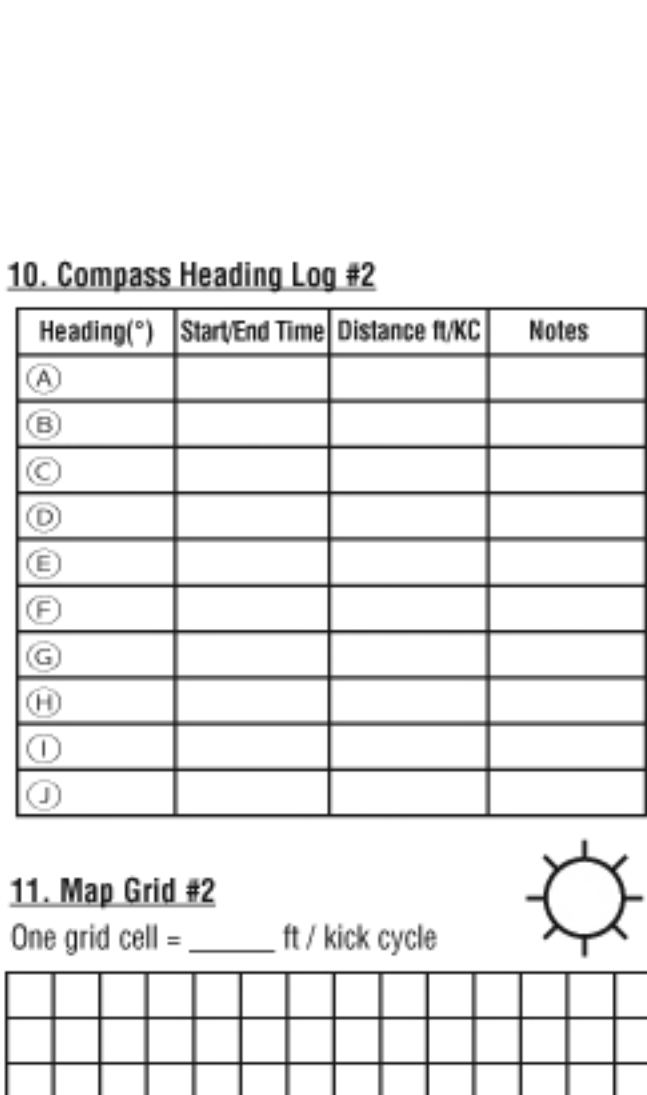 10. Compass Heading Log #2
Heading(°) Start/End Time Distance ft/KC Notes
A
B
C
D
E
F
G
H
I
J
11. Map Grid #2
One grid cell = ______ ft / kick cycle